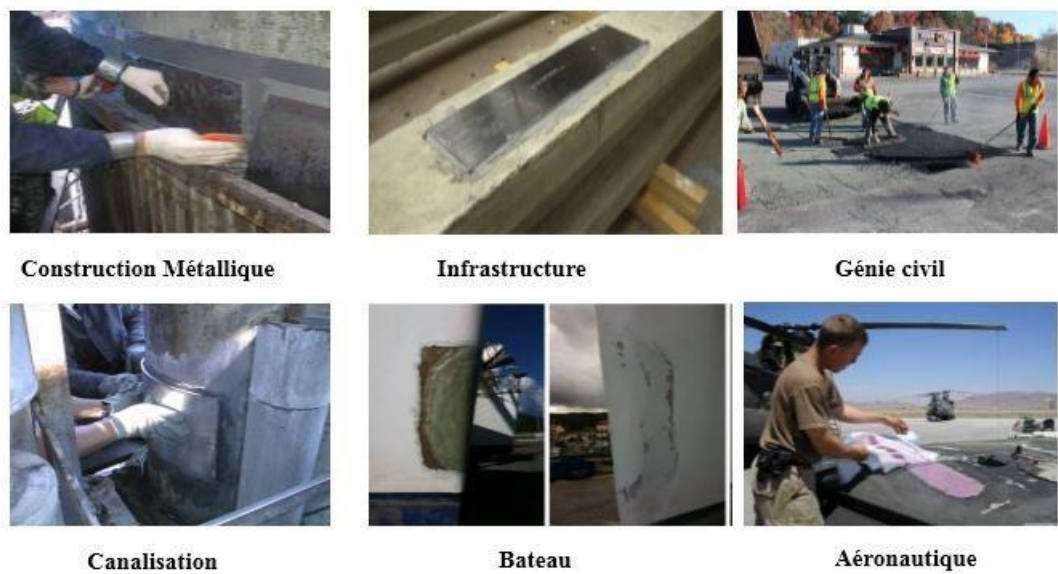 Construction Métallique
Infrastructure
Génie civil
Canalisation
Bateau
Aéronautique